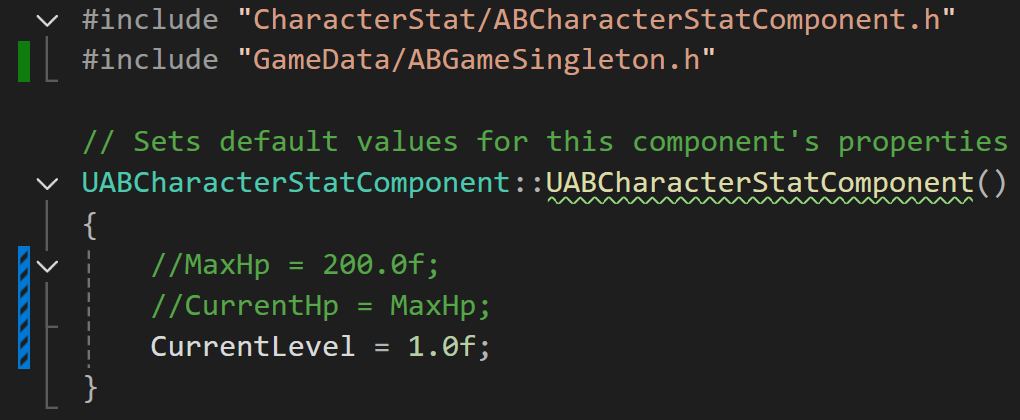 #include "CharacterStat/ABCharacterStatComponent.h"
#include "GameData/ABGameSingleton.h"
// Sets default values for this component's properties
UABCharacterStatComponent::UABCharacterStatComponent()
{
//MaxHp = 200.0f;
//CurrentHp = MaxHp;
CurrentLevel = 1.0f;
}